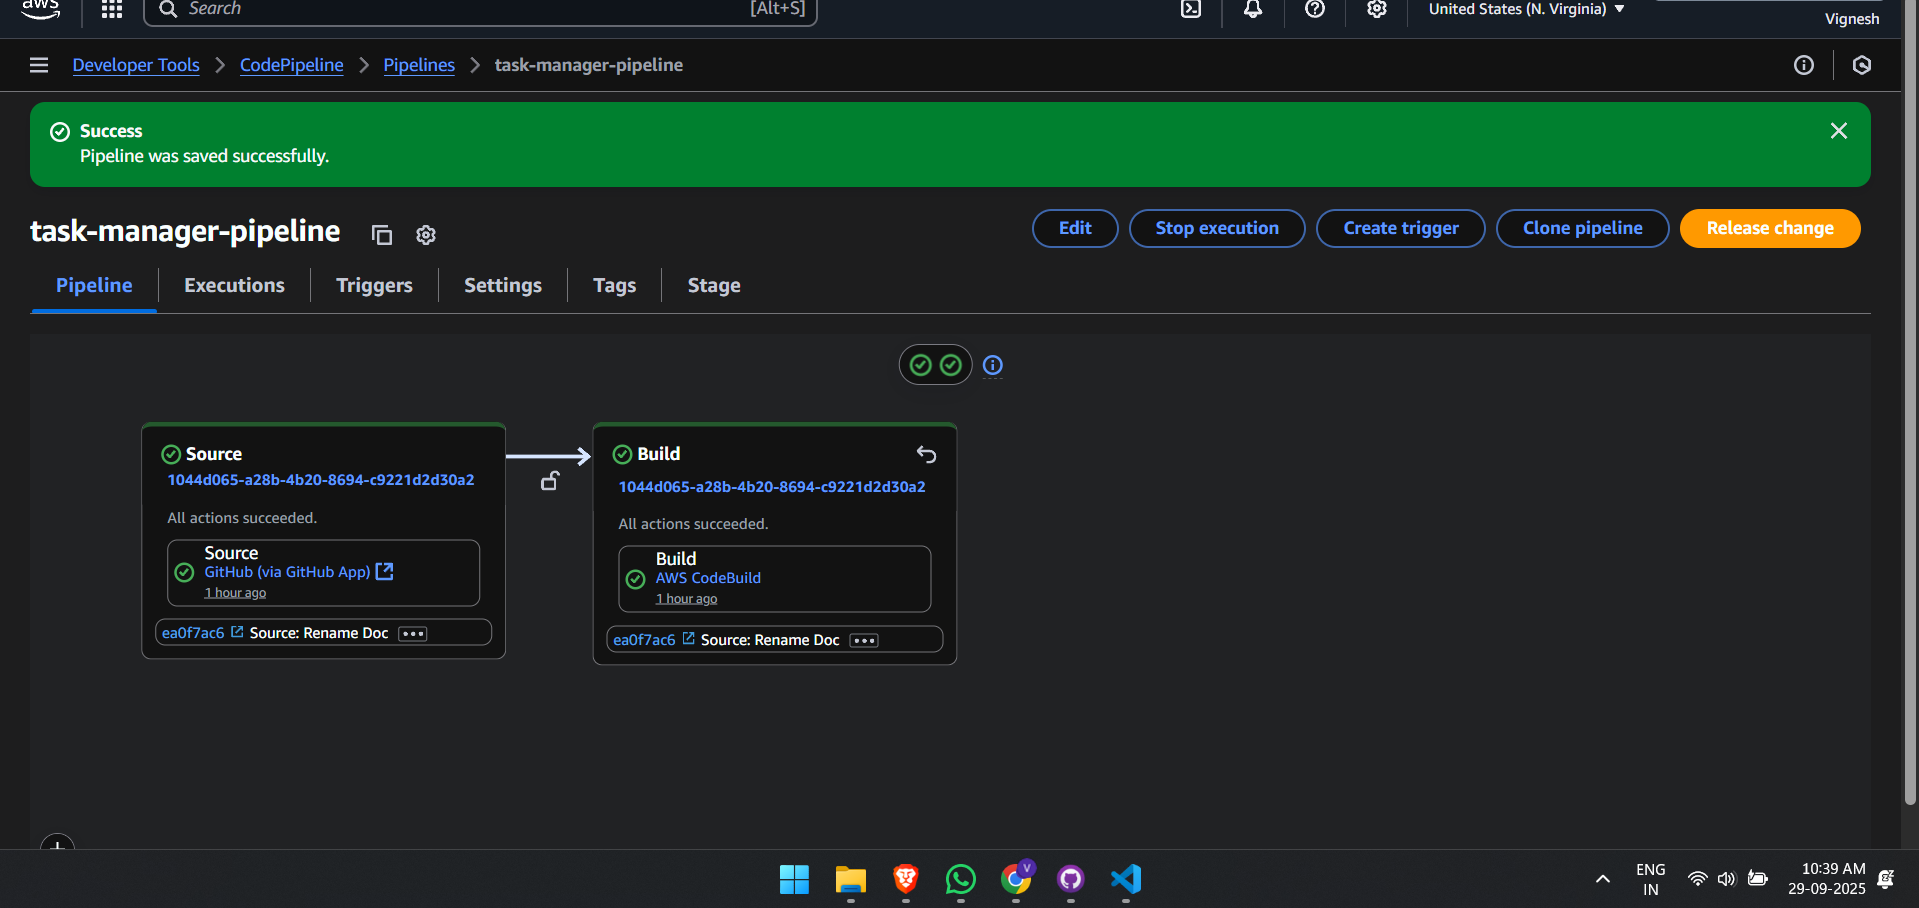 aws
Search [Alt+S]
United States (N. Virginia)
Vignesh
Developer Tools
CodePipeline
Pipelines
task-manager-pipeline
Success
Pipeline was saved successfully.
task-manager-pipeline
Edit
Stop execution
Create trigger
Clone pipeline
Release change
Pipeline
Executions
Triggers
Settings
Tags
Stage
Source
1044d065-a28b-4b20-8694-c9221d2d30a2
All actions succeeded.
Source
GitHub (via GitHub App)
1 hour ago
ea0f7ac6 Source: Rename Doc
Build
1044d065-a28b-4b20-8694-c9221d2d30a2
All actions succeeded.
Build
AWS CodeBuild
1 hour ago
ea0f7ac6 Source: Rename Doc
V
ENG
IN
10:39 AM
29-09-2025